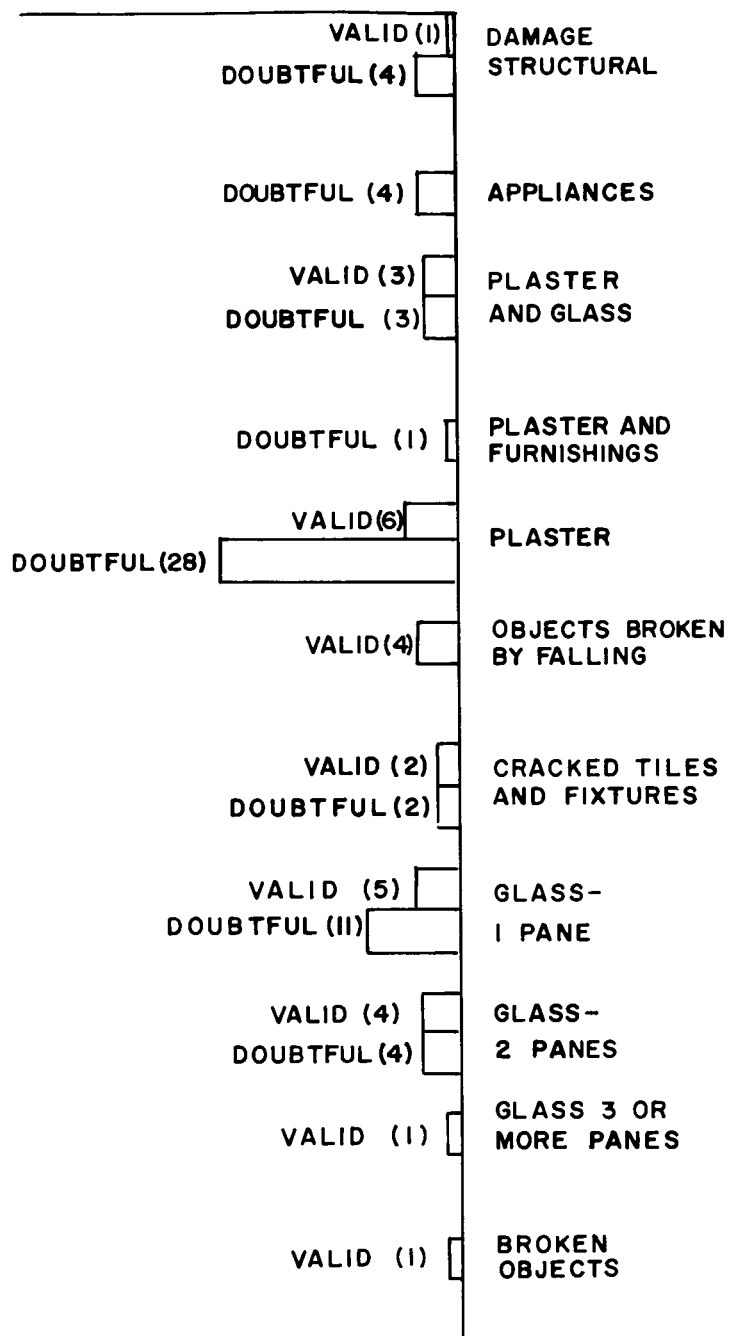 VALID (1)
DAMAGE
STRUCTURAL
DOUBTFUL (4)
DOUBTFUL (4)
APPLIANCES
VALID (3)
PLASTER
AND GLASS
DOUBTFUL (3)
DOUBTFUL (1)
PLASTER AND
FURNISHINGS
VALID (6)
PLASTER
DOUBTFUL (28)
VALID (4)
OBJECTS BROKEN
BY FALLING
VALID (2)
CRACKED TILES
AND FIXTURES
DOUBTFUL (2)
VALID (5)
GLASS-
1 PANE
DOUBTFUL (11)
VALID (4)
GLASS-
2 PANES
DOUBTFUL (4)
VALID (1)
GLASS 3 OR
MORE PANES
VALID (1)
BROKEN
OBJECTS